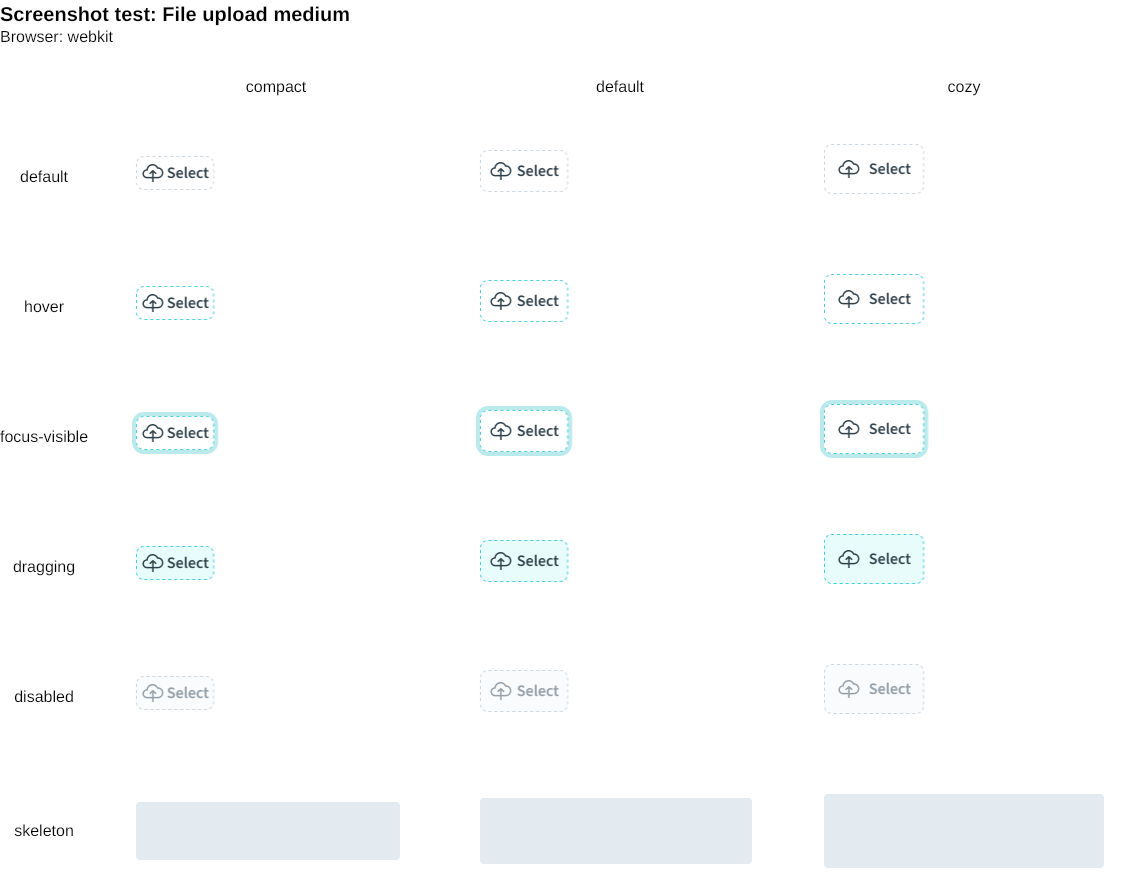 Screenshot test: File upload medium
Browser: webkit
compact default cozy
default Select Select Select
hover Select Select Select
focus-visible Select Select Select
dragging Select Select Select
disabled Select Select Select
skeleton